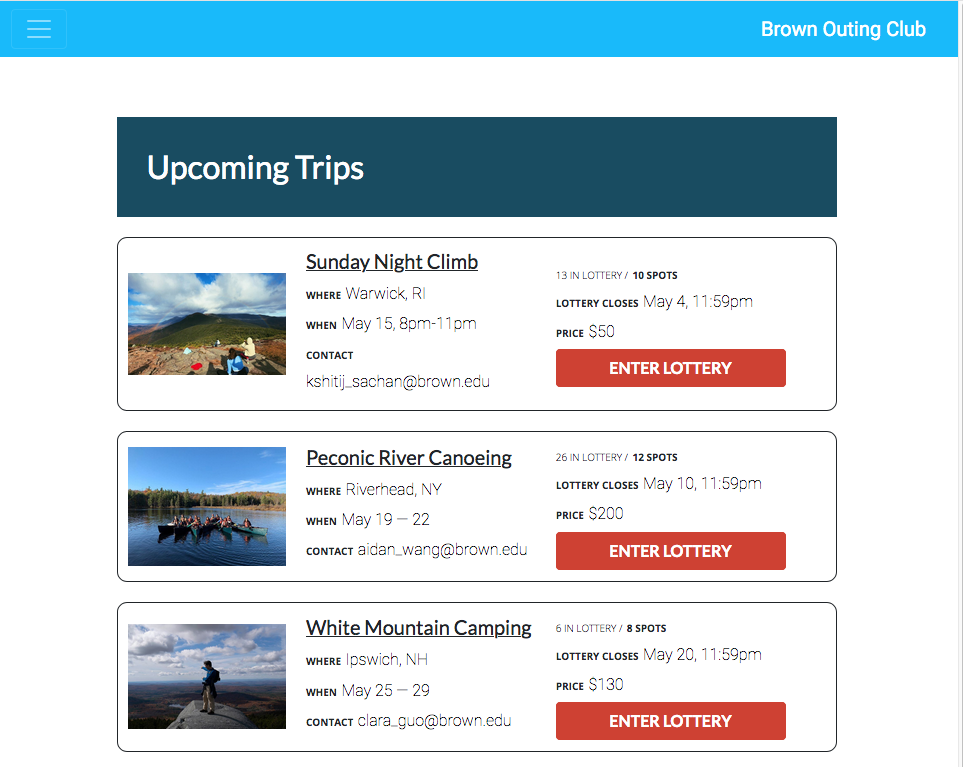 Brown Outing Club
Upcoming Trips
Sunday Night Climb
WHERE Warwick, RI
WHEN May 15, 8pm-11pm
CONTACT
kshitij_sachan@brown.edu
13 IN LOTTERY / 10 SPOTS
LOTTERY CLOSES May 4, 11:59pm
PRICE $50
ENTER LOTTERY
Peconic River Canoeing
WHERE Riverhead, NY
WHEN May 19 — 22
CONTACT aidan_wang@brown.edu
26 IN LOTTERY / 12 SPOTS
LOTTERY CLOSES May 10, 11:59pm
PRICE $200
ENTER LOTTERY
White Mountain Camping
WHERE Ipswich, NH
WHEN May 25 — 29
CONTACT clara_guo@brown.edu
6 IN LOTTERY / 8 SPOTS
LOTTERY CLOSES May 20, 11:59pm
PRICE $130
ENTER LOTTERY